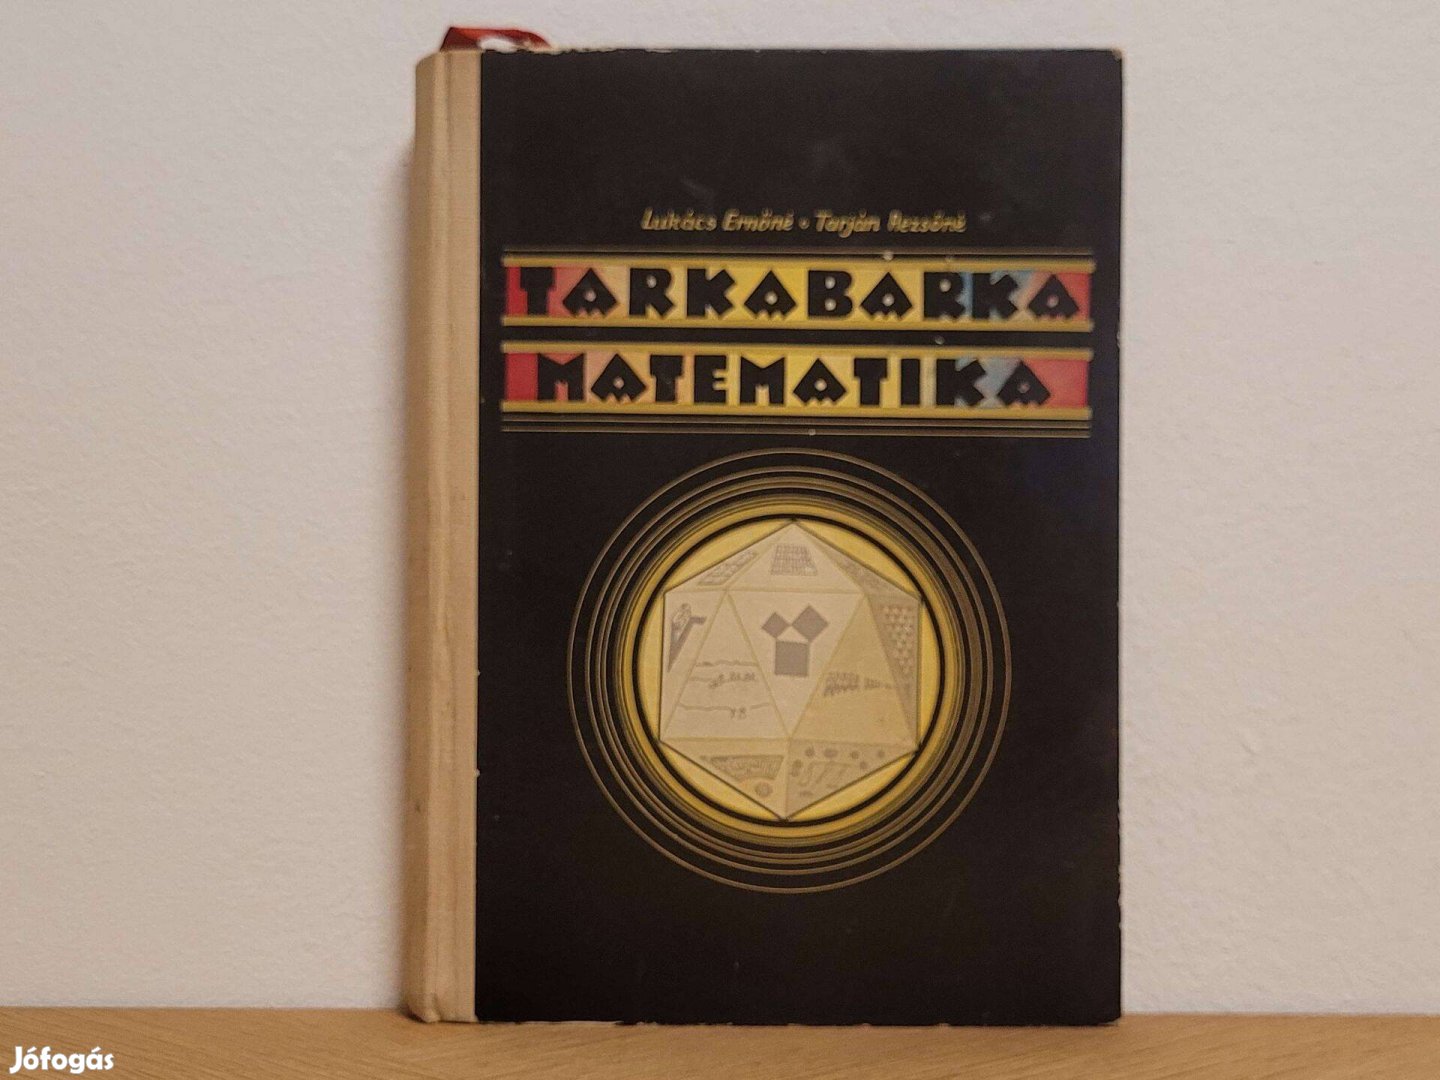 Lukács Ernőné • Tarján Rezsőné
TARKABARKA
MATEMATIKA
Jófogás